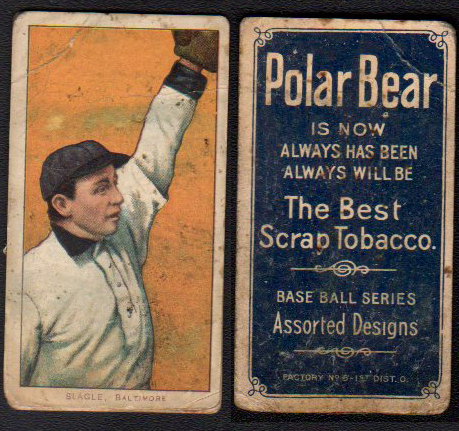 SLAGLE, BALTIMORE
Polar Bear
IS NOW
ALWAYS HAS BEEN
ALWAYS WILL BE
The Best
Scrap Tobacco.
BASE BALL SERIES
Assorted Designs
FACTORY Nº 6-1ST DIST. O.